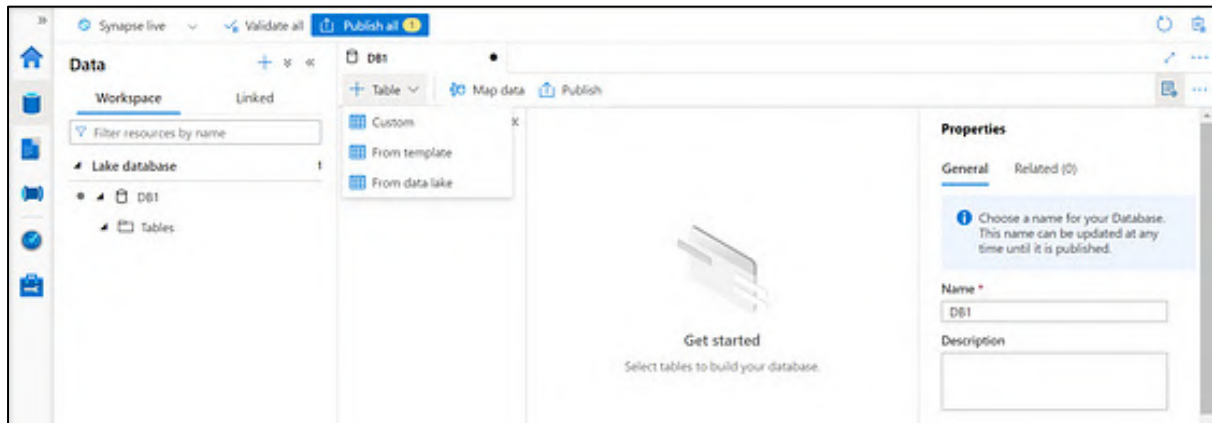 Synapse live
Validate all
Publish all 1
Data
Workspace
Linked
Filter resources by name
Lake database
1
DB1
Tables
DB1
Table
Map data
Publish
Custom
From template
From data lake
Get started
Select tables to build your database.
Properties
General
Related (0)
Choose a name for your Database.
This name can be updated at any
time until it is published.
Name *
DB1
Description